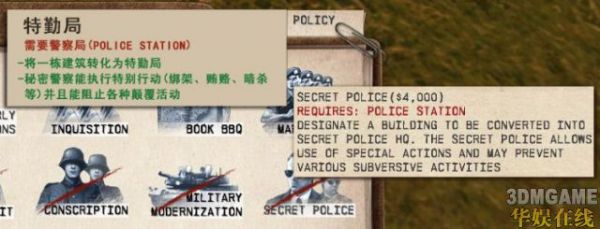 特勤局
需要警察局(POLICE STATION)
-将一栋建筑转化为特勤局
-秘密警察能执行特别行动(绑架、贿赂、暗杀
等)并且能阻止各种颠覆活动
POLICY
SECRET POLICE($4,000)
REQUIRES: POLICE STATION
DESIGNATE A BUILDING TO BE CONVERTED INTO
SECRET POLICE HQ. THE SECRET POLICE ALLOWS
USE OF SPECIAL ACTIONS AND MAY PREVENT
VARIOUS SUBVERSIVE ACTIVITIES
INQUISITION
BOOK BBQ
CONSCRIPTION
MILITARY
MODERNIZATION
SECRET POLICE
3DMGAME
华娱在线